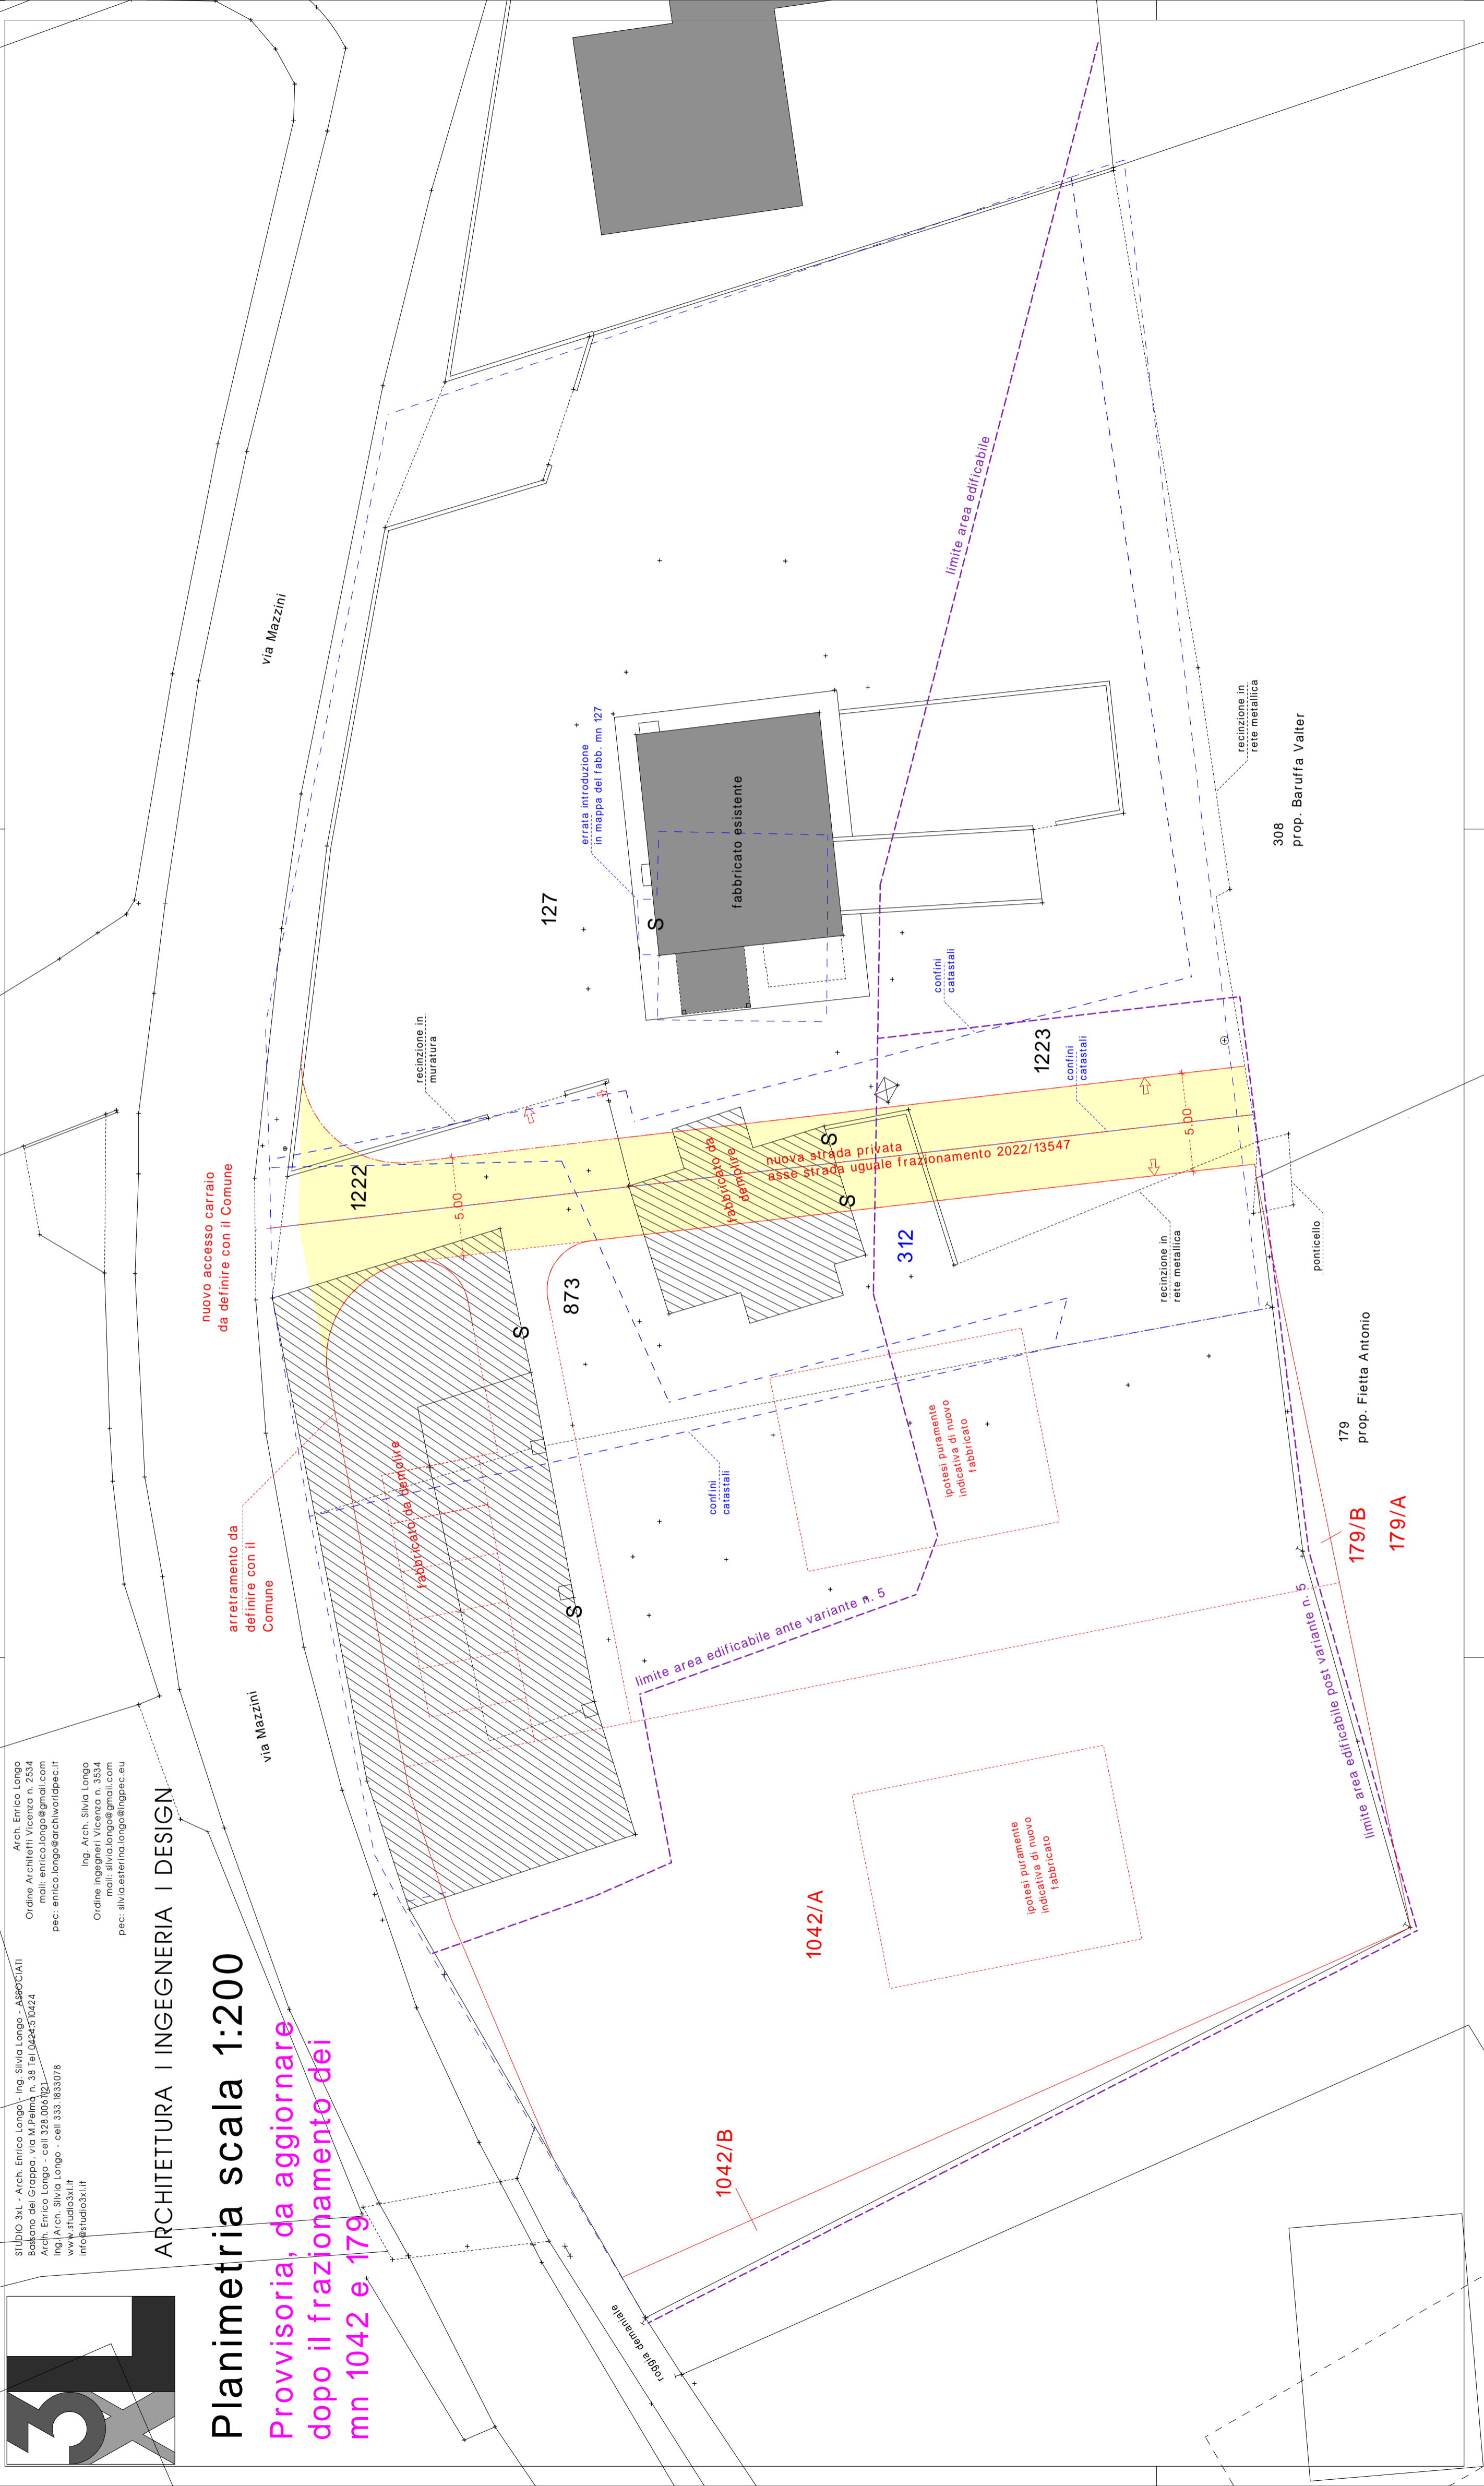 3XL
STUDIO 3xL - Arch. Enrico Longo - Ing. Silvia Longo - ASSOCIATI
Bassano del Grappa, via M.Pelmo n. 38 Tel 0424.510424
Arch. Enrico Longo - cell 328.0061121
Ing. Arch. Silvia Longo - cell 333.1833078
www.studio3xl.it
info@studio3xl.it
Arch. Enrico Longo
Ordine Architetti Vicenza n. 2534
mail: enrico.longo@gmail.com
pec: enrico.longo@archiworldpec.it
Ing. Arch. Silvia Longo
Ordine ingegneri Vicenza n. 3534
mail: silvia.longo@gmail.com
pec: silvia.esterina.longo@ingpec.eu
ARCHITETTURA I INGEGNERIA I DESIGN
Planimetria scala 1:200
Provvisoria, da aggiornare
dopo il frazionamento dei
mn 1042 e 179
via Mazzini
via Mazzini
roggia demaniale
arretramento da
definire con il
Comune
nuovo accesso carraio
da definire con il Comune
fabbricato da demolire
S
S
1222
5.00
873
recinzione in
muratura
127
errata introduzione
in mappa del fabb. mn 127
S
fabbricato esistente
fabbricato da
demolire
nuova strada privata
asse strada uguale frazionamento 2022/13547
S
S
312
confini
catastali
confini
catastali
1223
confini
catastali
5.00
limite area edificabile
limite area edificabile ante variante n. 5
limite area edificabile post variante n. 5
ipotesi puramente
indicativa di nuovo
fabbricato
ipotesi puramente
indicativa di nuovo
fabbricato
1042/B
1042/A
recinzione in
rete metallica
recinzione in
rete metallica
308
prop. Baruffa Valter
ponticello
179
prop. Fietta Antonio
179/B
179/A